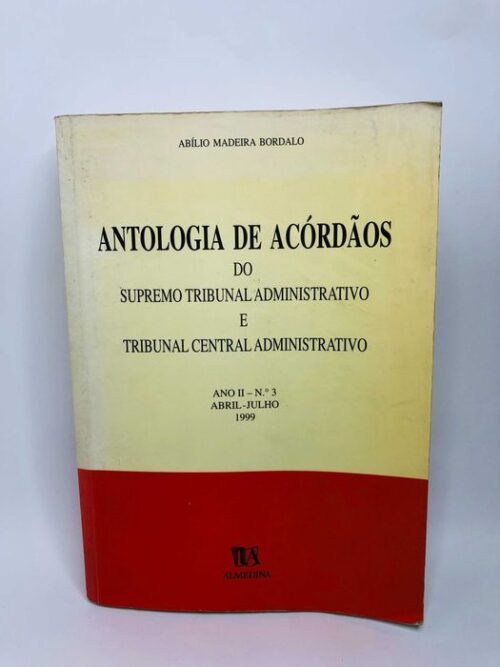 ABÍLIO MADEIRA BORDALO
ANTOLOGIA DE ACÓRDÃOS
DO
SUPREMO TRIBUNAL ADMINISTRATIVO
E
TRIBUNAL CENTRAL ADMINISTRATIVO
ANO II – N.º 3
ABRIL-JULHO
1999
ALMEDINA